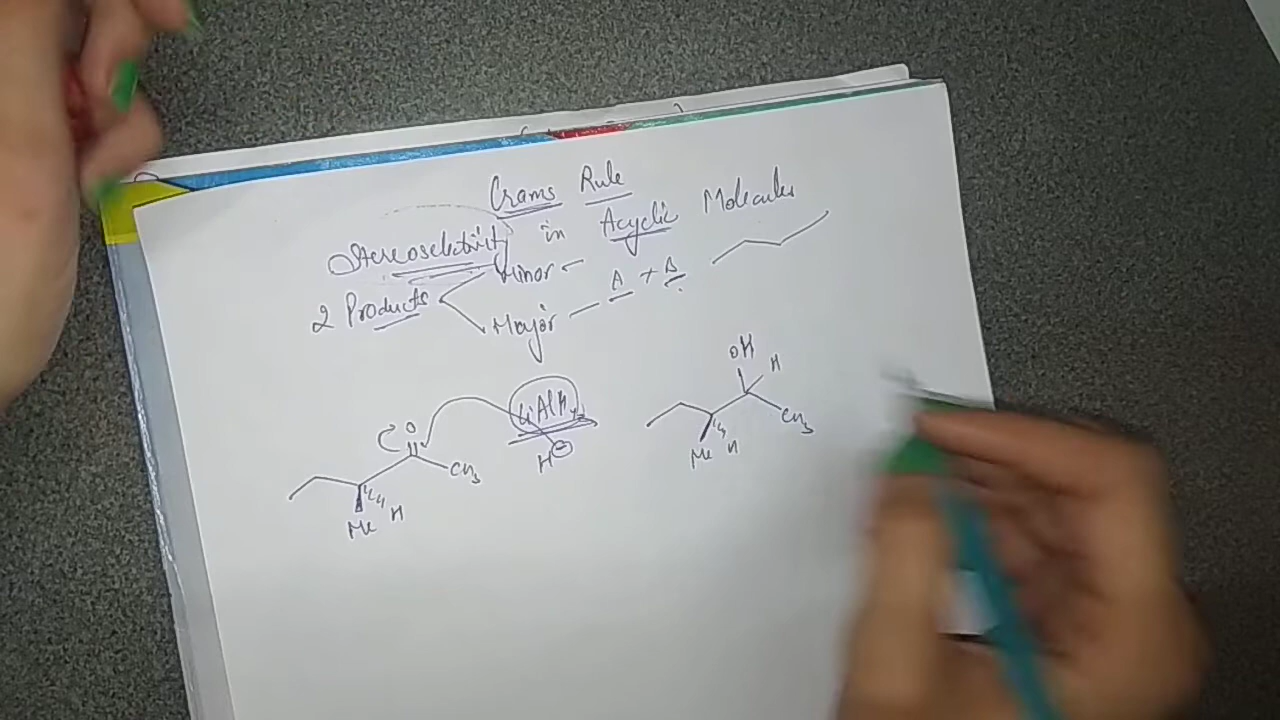 Crams Rule
Stereoselectivity in Acyclic Molecules
2 Products
Minor
A + B
Major
LiAlH4
H⊖
O
CH3
Me H
OH
H
CH3
Me H